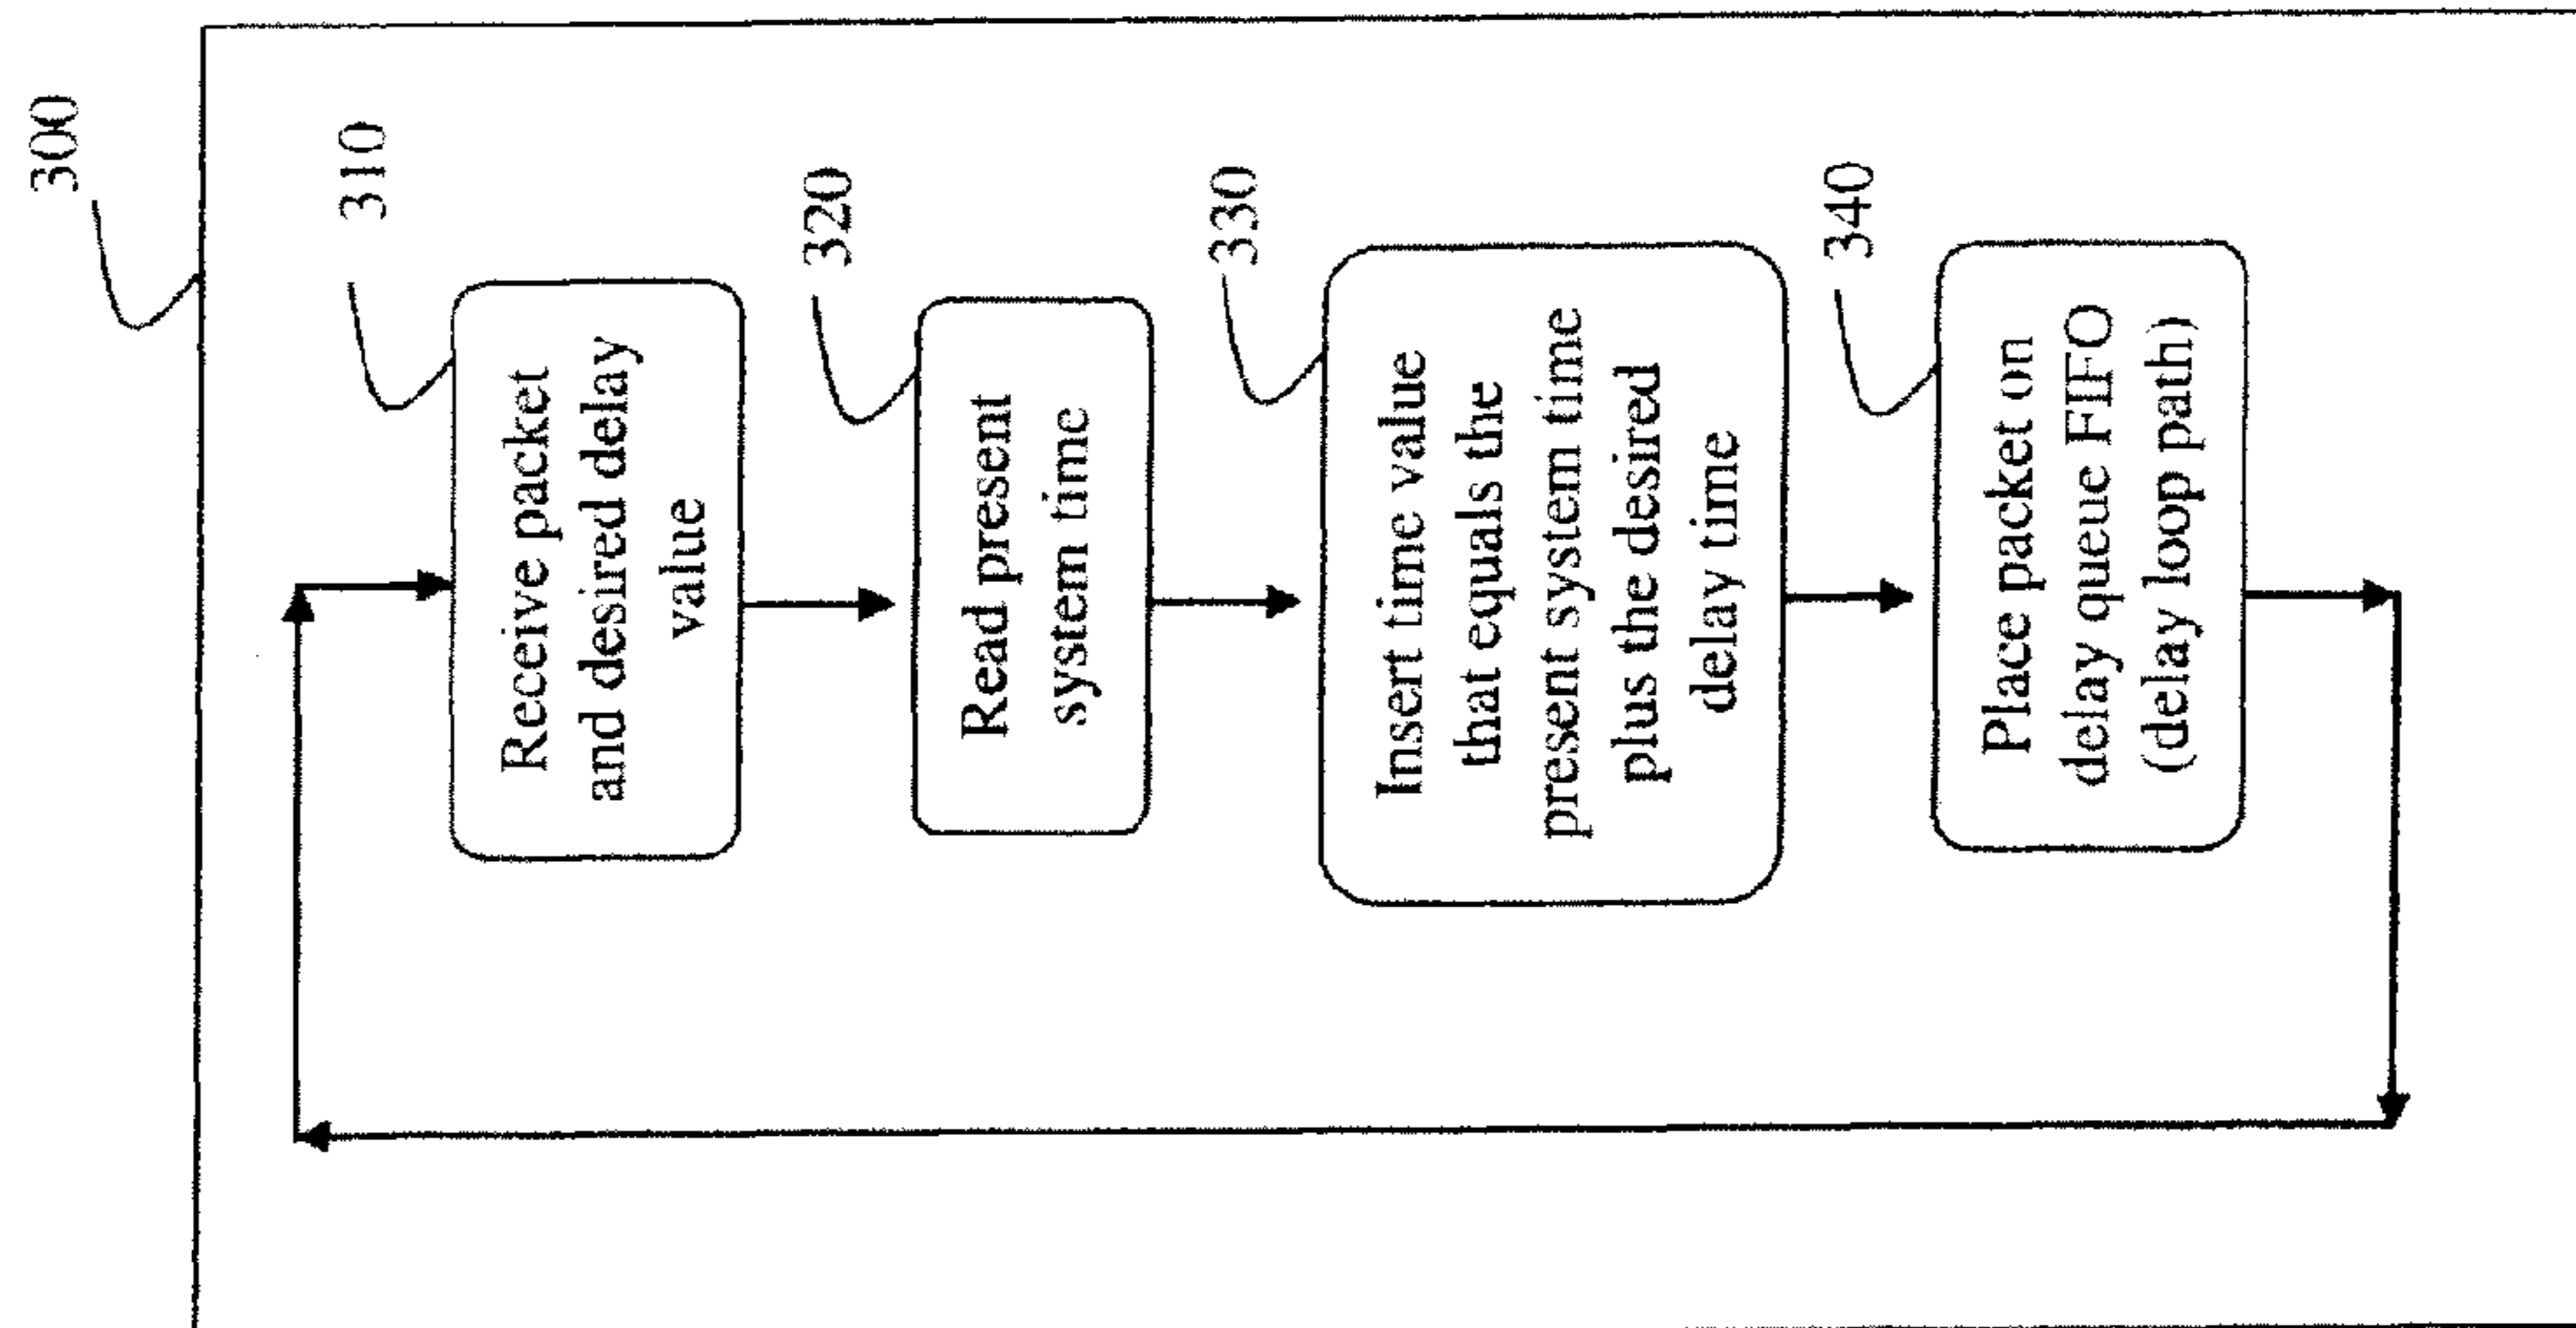 300
310
Receive packet
and desired delay
value
320
Read present
system time
330
Insert time value
that equals the
present system time
plus the desired
delay time
340
Place packet on
delay queue FIFO
(delay loop path)